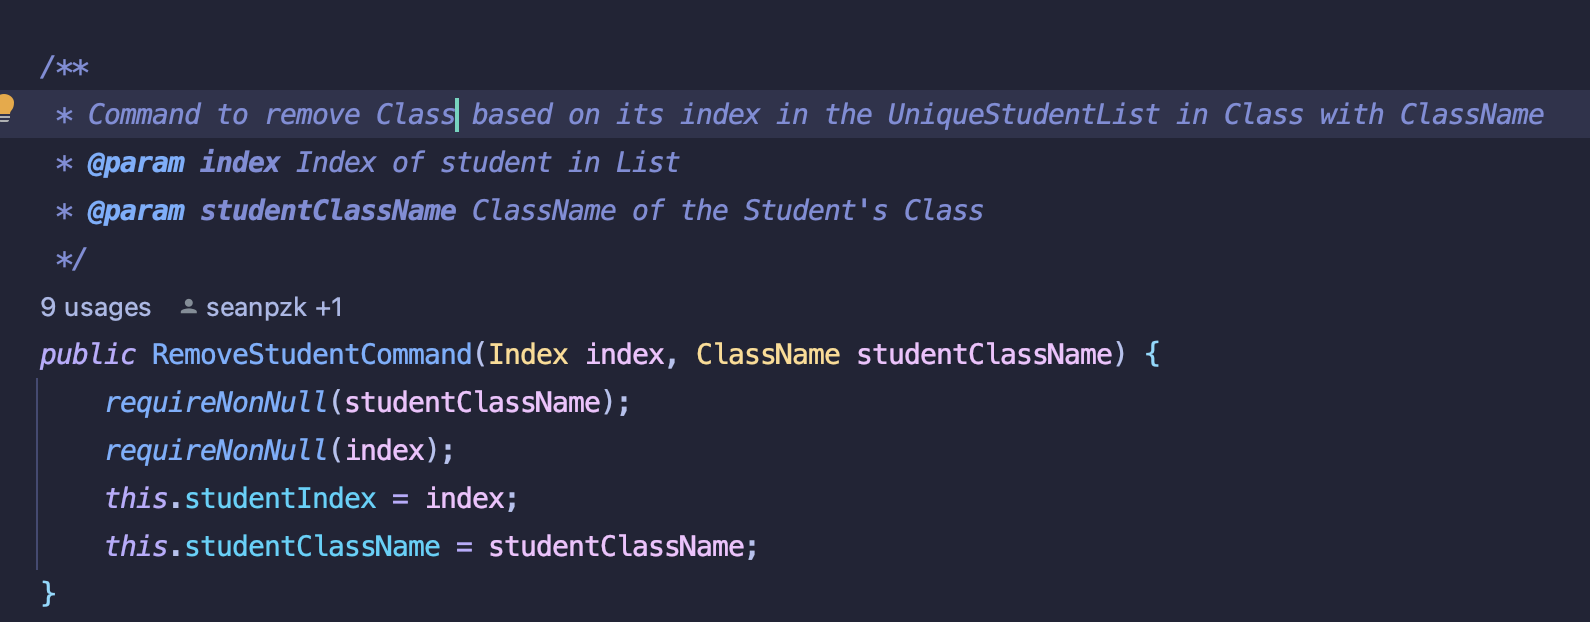 /**
 * Command to remove Class based on its index in the UniqueStudentList in Class with ClassName
 * @param index Index of student in List
 * @param studentClassName ClassName of the Student's Class
 */
9 usages seanpzk +1
public RemoveStudentCommand(Index index, ClassName studentClassName) {
    requireNonNull(studentClassName);
    requireNonNull(index);
    this.studentIndex = index;
    this.studentClassName = studentClassName;
}